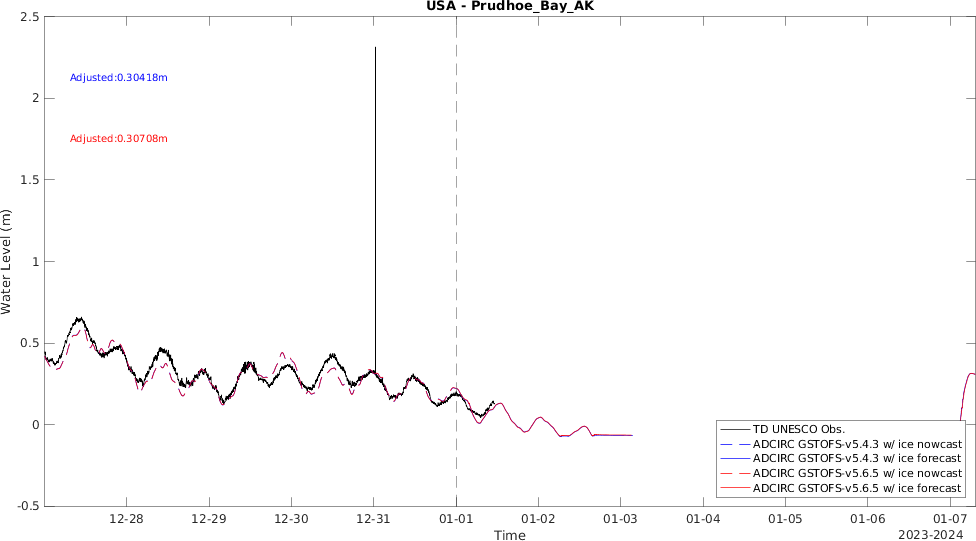 USA - Prudhoe_Bay_AK
2.5
Adjusted:0.30418m
2
Adjusted:0.30708m
1.5
1
0.5
0
-0.5
Water Level (m)
TD UNESCO Obs.
ADCIRC GSTOFS-v5.4.3 w/ ice nowcast
ADCIRC GSTOFS-v5.4.3 w/ ice forecast
ADCIRC GSTOFS-v5.6.5 w/ ice nowcast
ADCIRC GSTOFS-v5.6.5 w/ ice forecast
12-28 12-29 12-30 12-31 01-01 01-02 01-03 01-04 01-05 01-06 01-07
Time
2023-2024